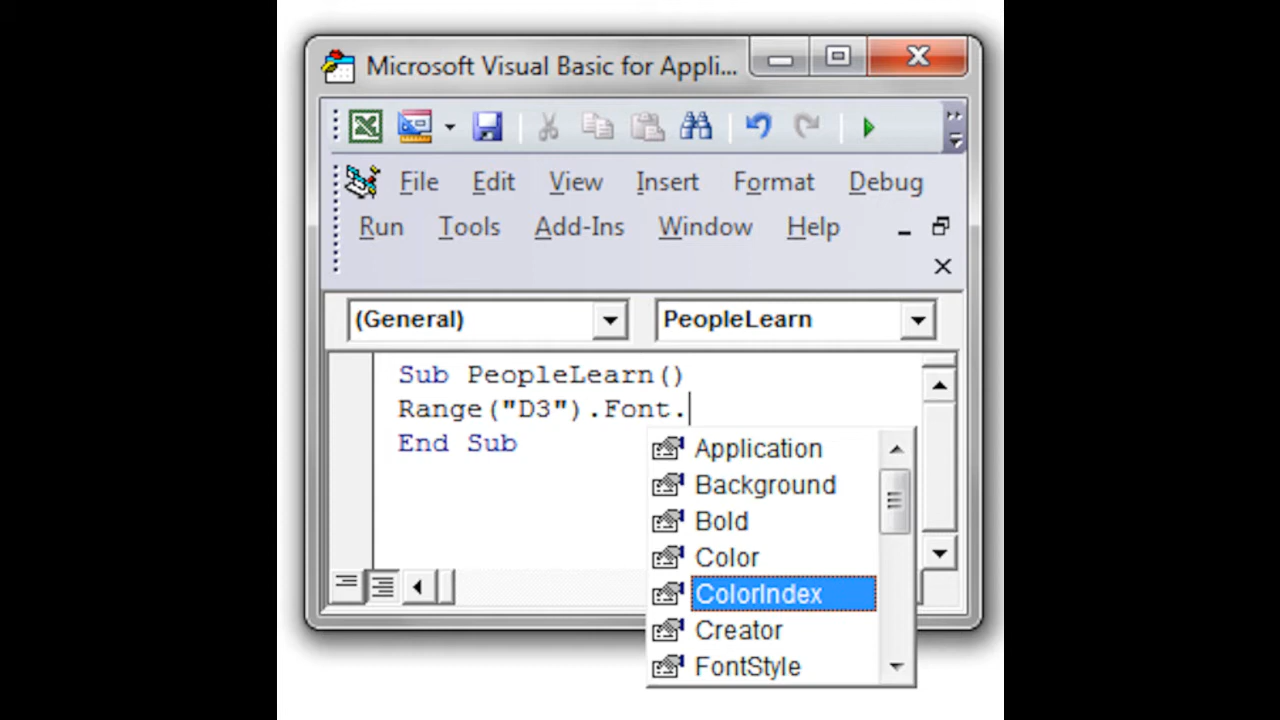 Microsoft Visual Basic for Appli...
File Edit View Insert Format Debug
Run Tools Add-Ins Window Help
(General) PeopleLearn
Sub PeopleLearn()
Range("D3").Font.
End Sub
Application
Background
Bold
Color
ColorIndex
Creator
FontStyle